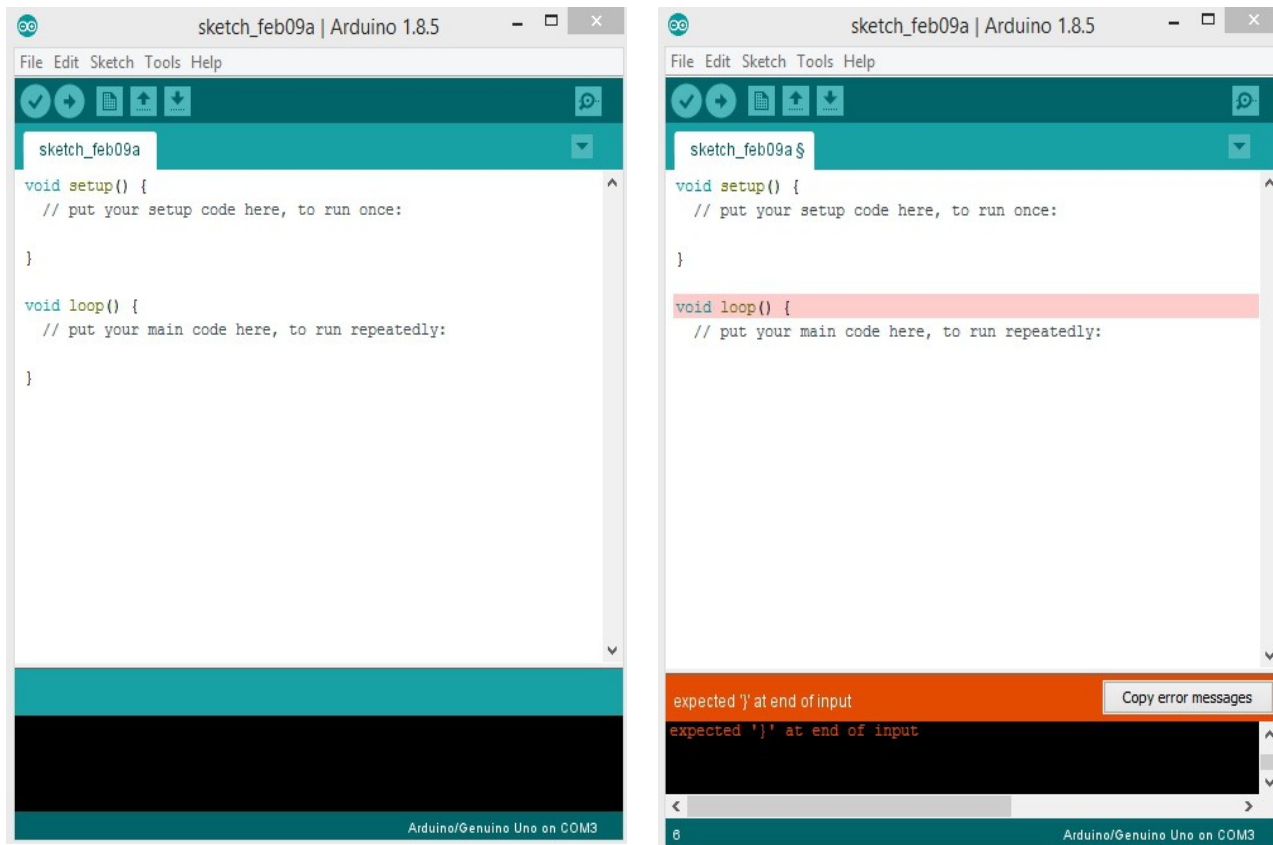 sketch_feb09a | Arduino 1.8.5
File Edit Sketch Tools Help
sketch_feb09a
void setup() {
  // put your setup code here, to run once:
}
void loop() {
  // put your main code here, to run repeatedly:
}
Arduino/Genuino Uno on COM3
sketch_feb09a | Arduino 1.8.5
File Edit Sketch Tools Help
sketch_feb09a §
void setup() {
  // put your setup code here, to run once:
}
void loop() {
  // put your main code here, to run repeatedly:
expected '}' at end of input
Copy error messages
expected '}' at end of input
6
Arduino/Genuino Uno on COM3